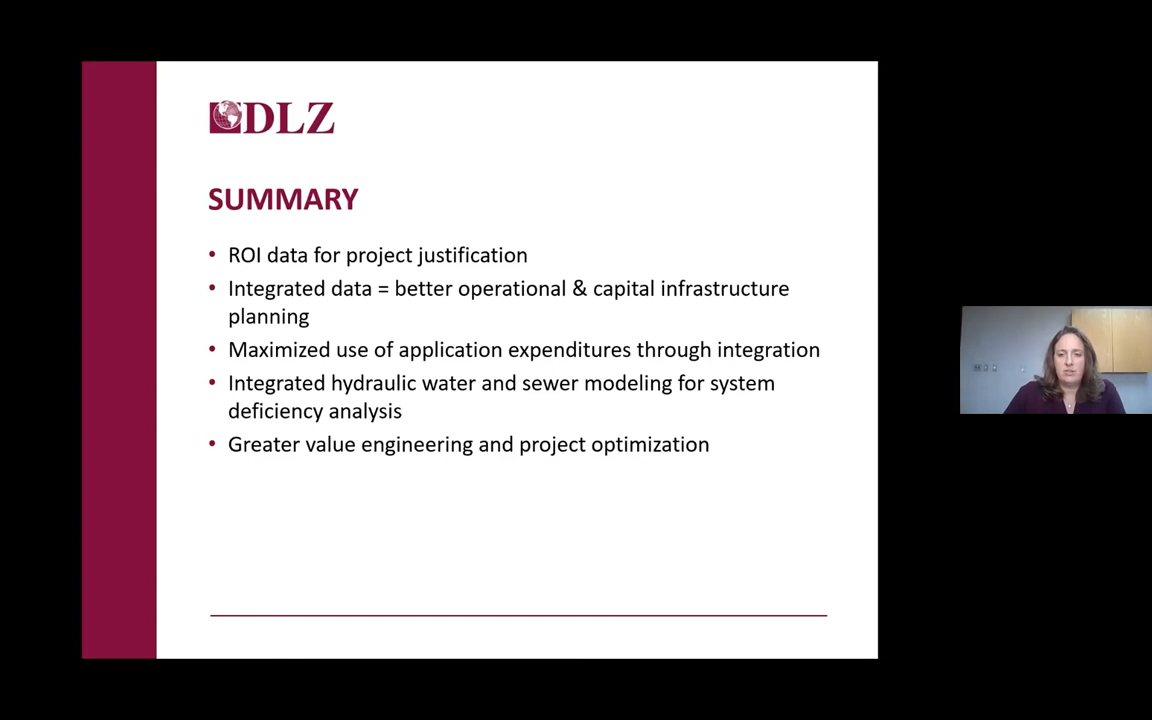 DLZ
SUMMARY
• ROI data for project justification
• Integrated data = better operational & capital infrastructure
planning
• Maximized use of application expenditures through integration
• Integrated hydraulic water and sewer modeling for system
deficiency analysis
• Greater value engineering and project optimization